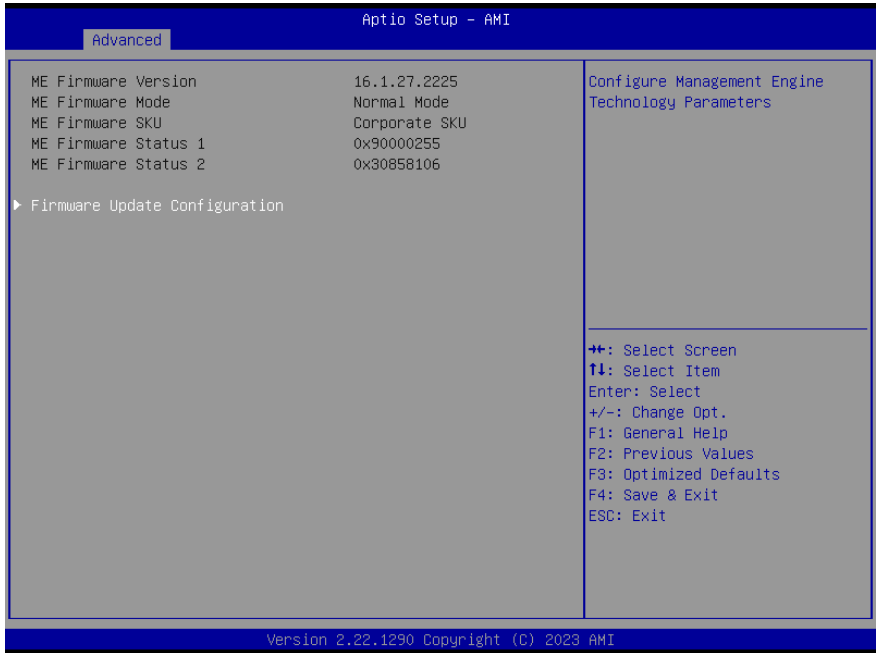 Aptio Setup – AMI
Advanced
ME Firmware Version 16.1.27.2225
ME Firmware Mode Normal Mode
ME Firmware SKU Corporate SKU
ME Firmware Status 1 0x90000255
ME Firmware Status 2 0x30858106
▶ Firmware Update Configuration
Configure Management Engine
Technology Parameters
→←: Select Screen
↑↓: Select Item
Enter: Select
+/-: Change Opt.
F1: General Help
F2: Previous Values
F3: Optimized Defaults
F4: Save & Exit
ESC: Exit
Version 2.22.1290 Copyright (C) 2023 AMI